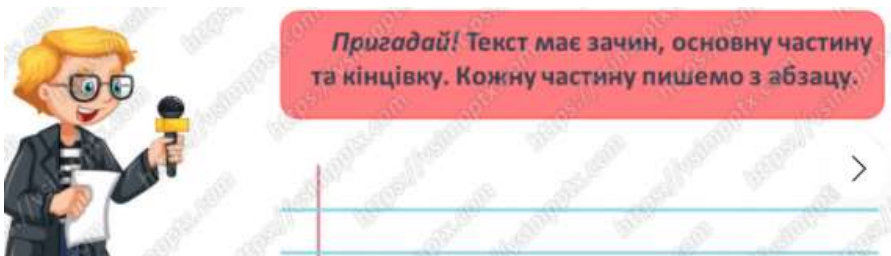 Пригадай! Текст має зачин, основну частину
та кінцівку. Кожну частину пишемо з абзацу.